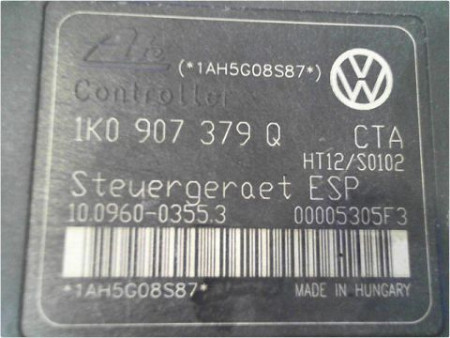 Ate (*1AH5G08S87*)
Controller
1K0 907 379 Q CTA
HT12/S0102
Steuergeraet ESP
10.0960-0355.3 00005305F3
*1AH5G08S87* MADE IN HUNGARY